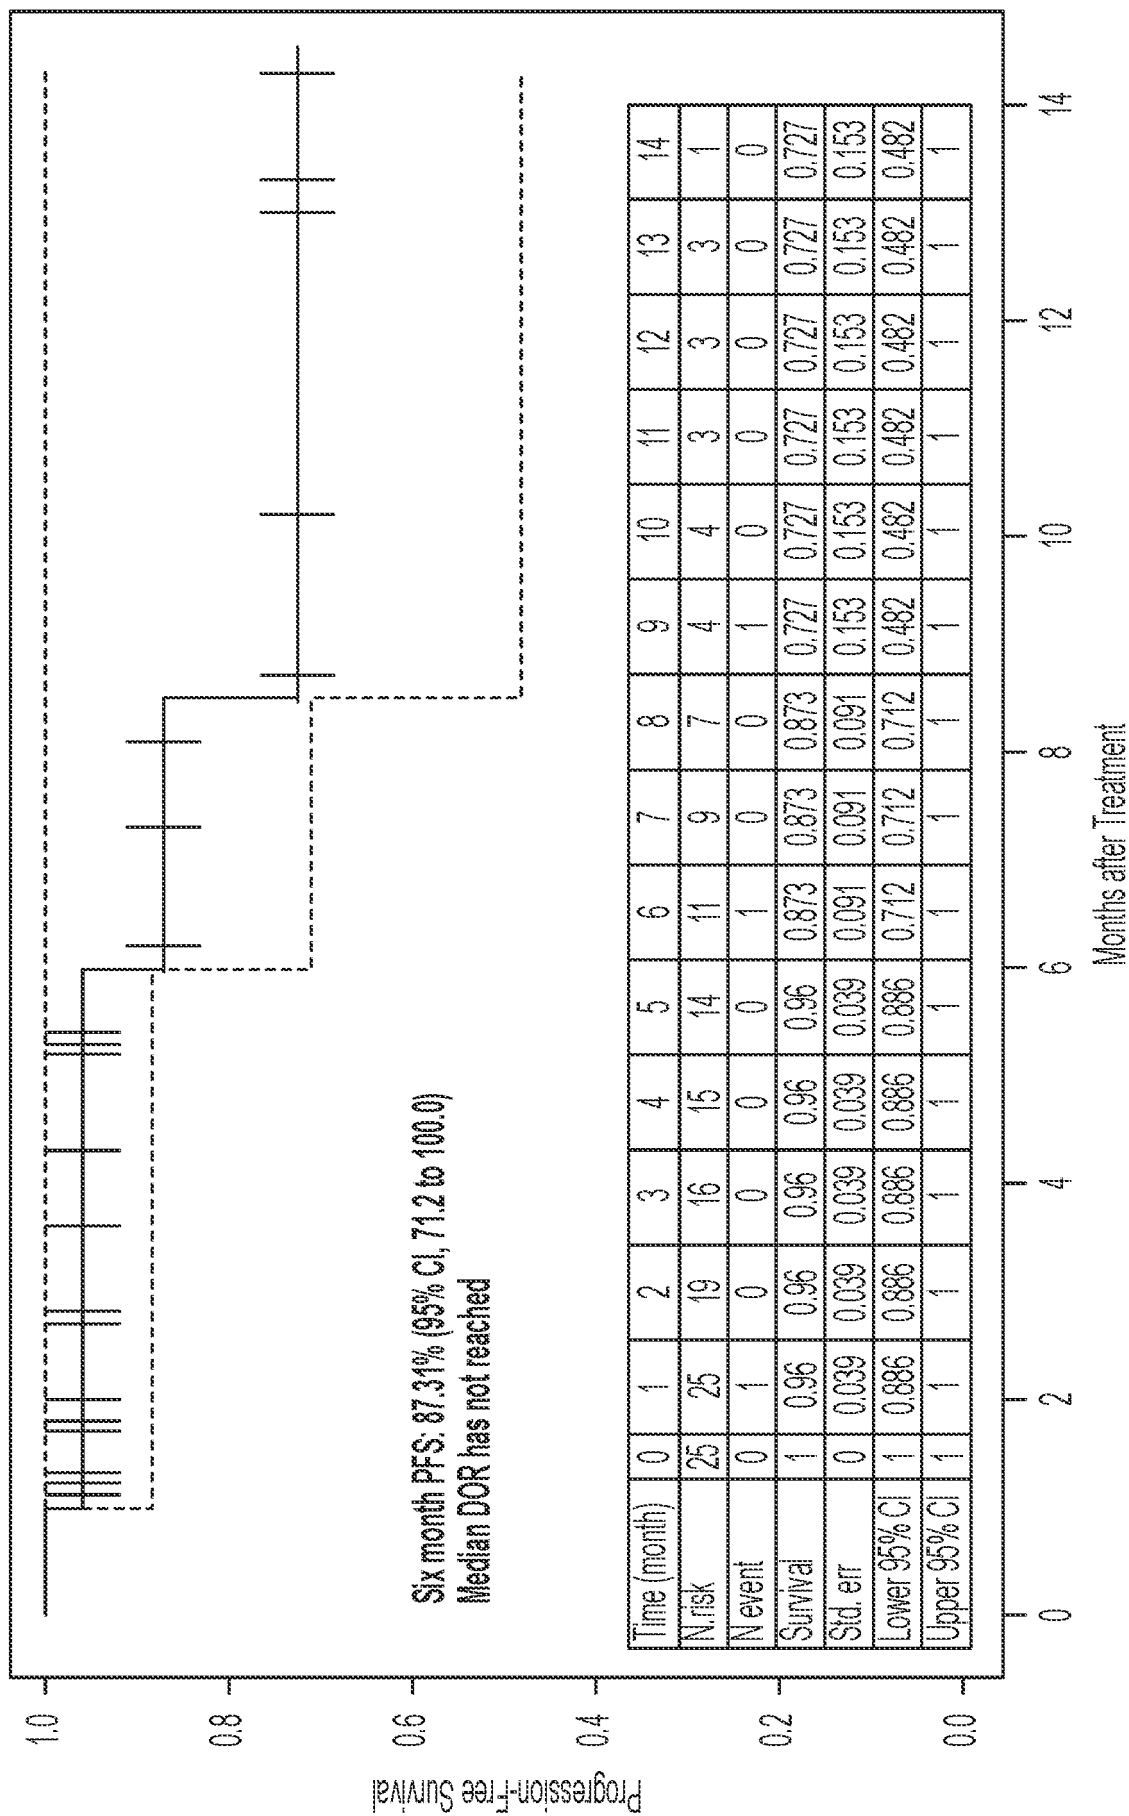 Progression-Free Survival
1.0
0.8
0.6
0.4
0.2
0.0
Six month PFS: 87.31% (95% CI, 71.2 to 100.0)
Median DOR has not reached
Time (month) 0 1 2 3 4 5 6 7 8 9 10 11 12 13 14
N.risk 25 25 19 16 15 14 11 9 7 4 4 3 3 3 1
N event 0 1 0 0 0 0 1 0 0 1 0 0 0 0 0
Survival 1 0.96 0.96 0.96 0.96 0.96 0.873 0.873 0.873 0.727 0.727 0.727 0.727 0.727 0.727
Std. err 0 0.039 0.039 0.039 0.039 0.039 0.091 0.091 0.091 0.153 0.153 0.153 0.153 0.153 0.153
Lower 95% CI 1 0.886 0.886 0.886 0.886 0.886 0.712 0.712 0.712 0.482 0.482 0.482 0.482 0.482 0.482
Upper 95% CI 1 1 1 1 1 1 1 1 1 1 1 1 1 1 1
0 2 4 6 8 10 12 14
Months after Treatment